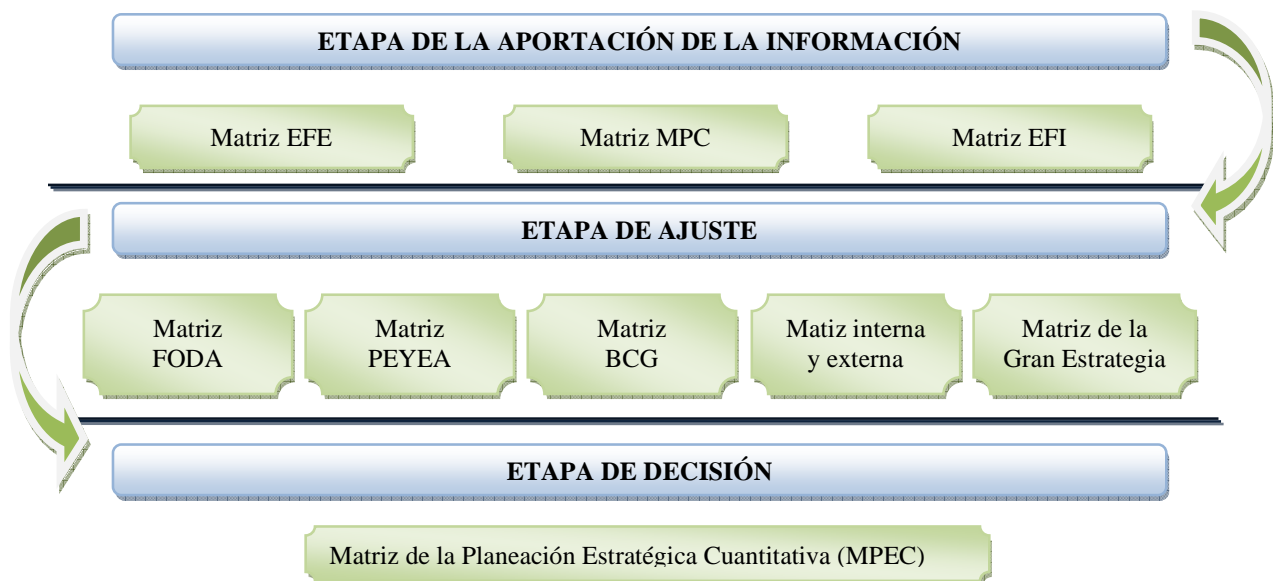 ETAPA DE LA APORTACIÓN DE LA INFORMACIÓN
Matriz EFE
Matriz MPC
Matriz EFI
ETAPA DE AJUSTE
Matriz
FODA
Matriz
PEYEA
Matriz
BCG
Matiz interna
y externa
Matriz de la
Gran Estrategia
ETAPA DE DECISIÓN
Matriz de la Planeación Estratégica Cuantitativa (MPEC)